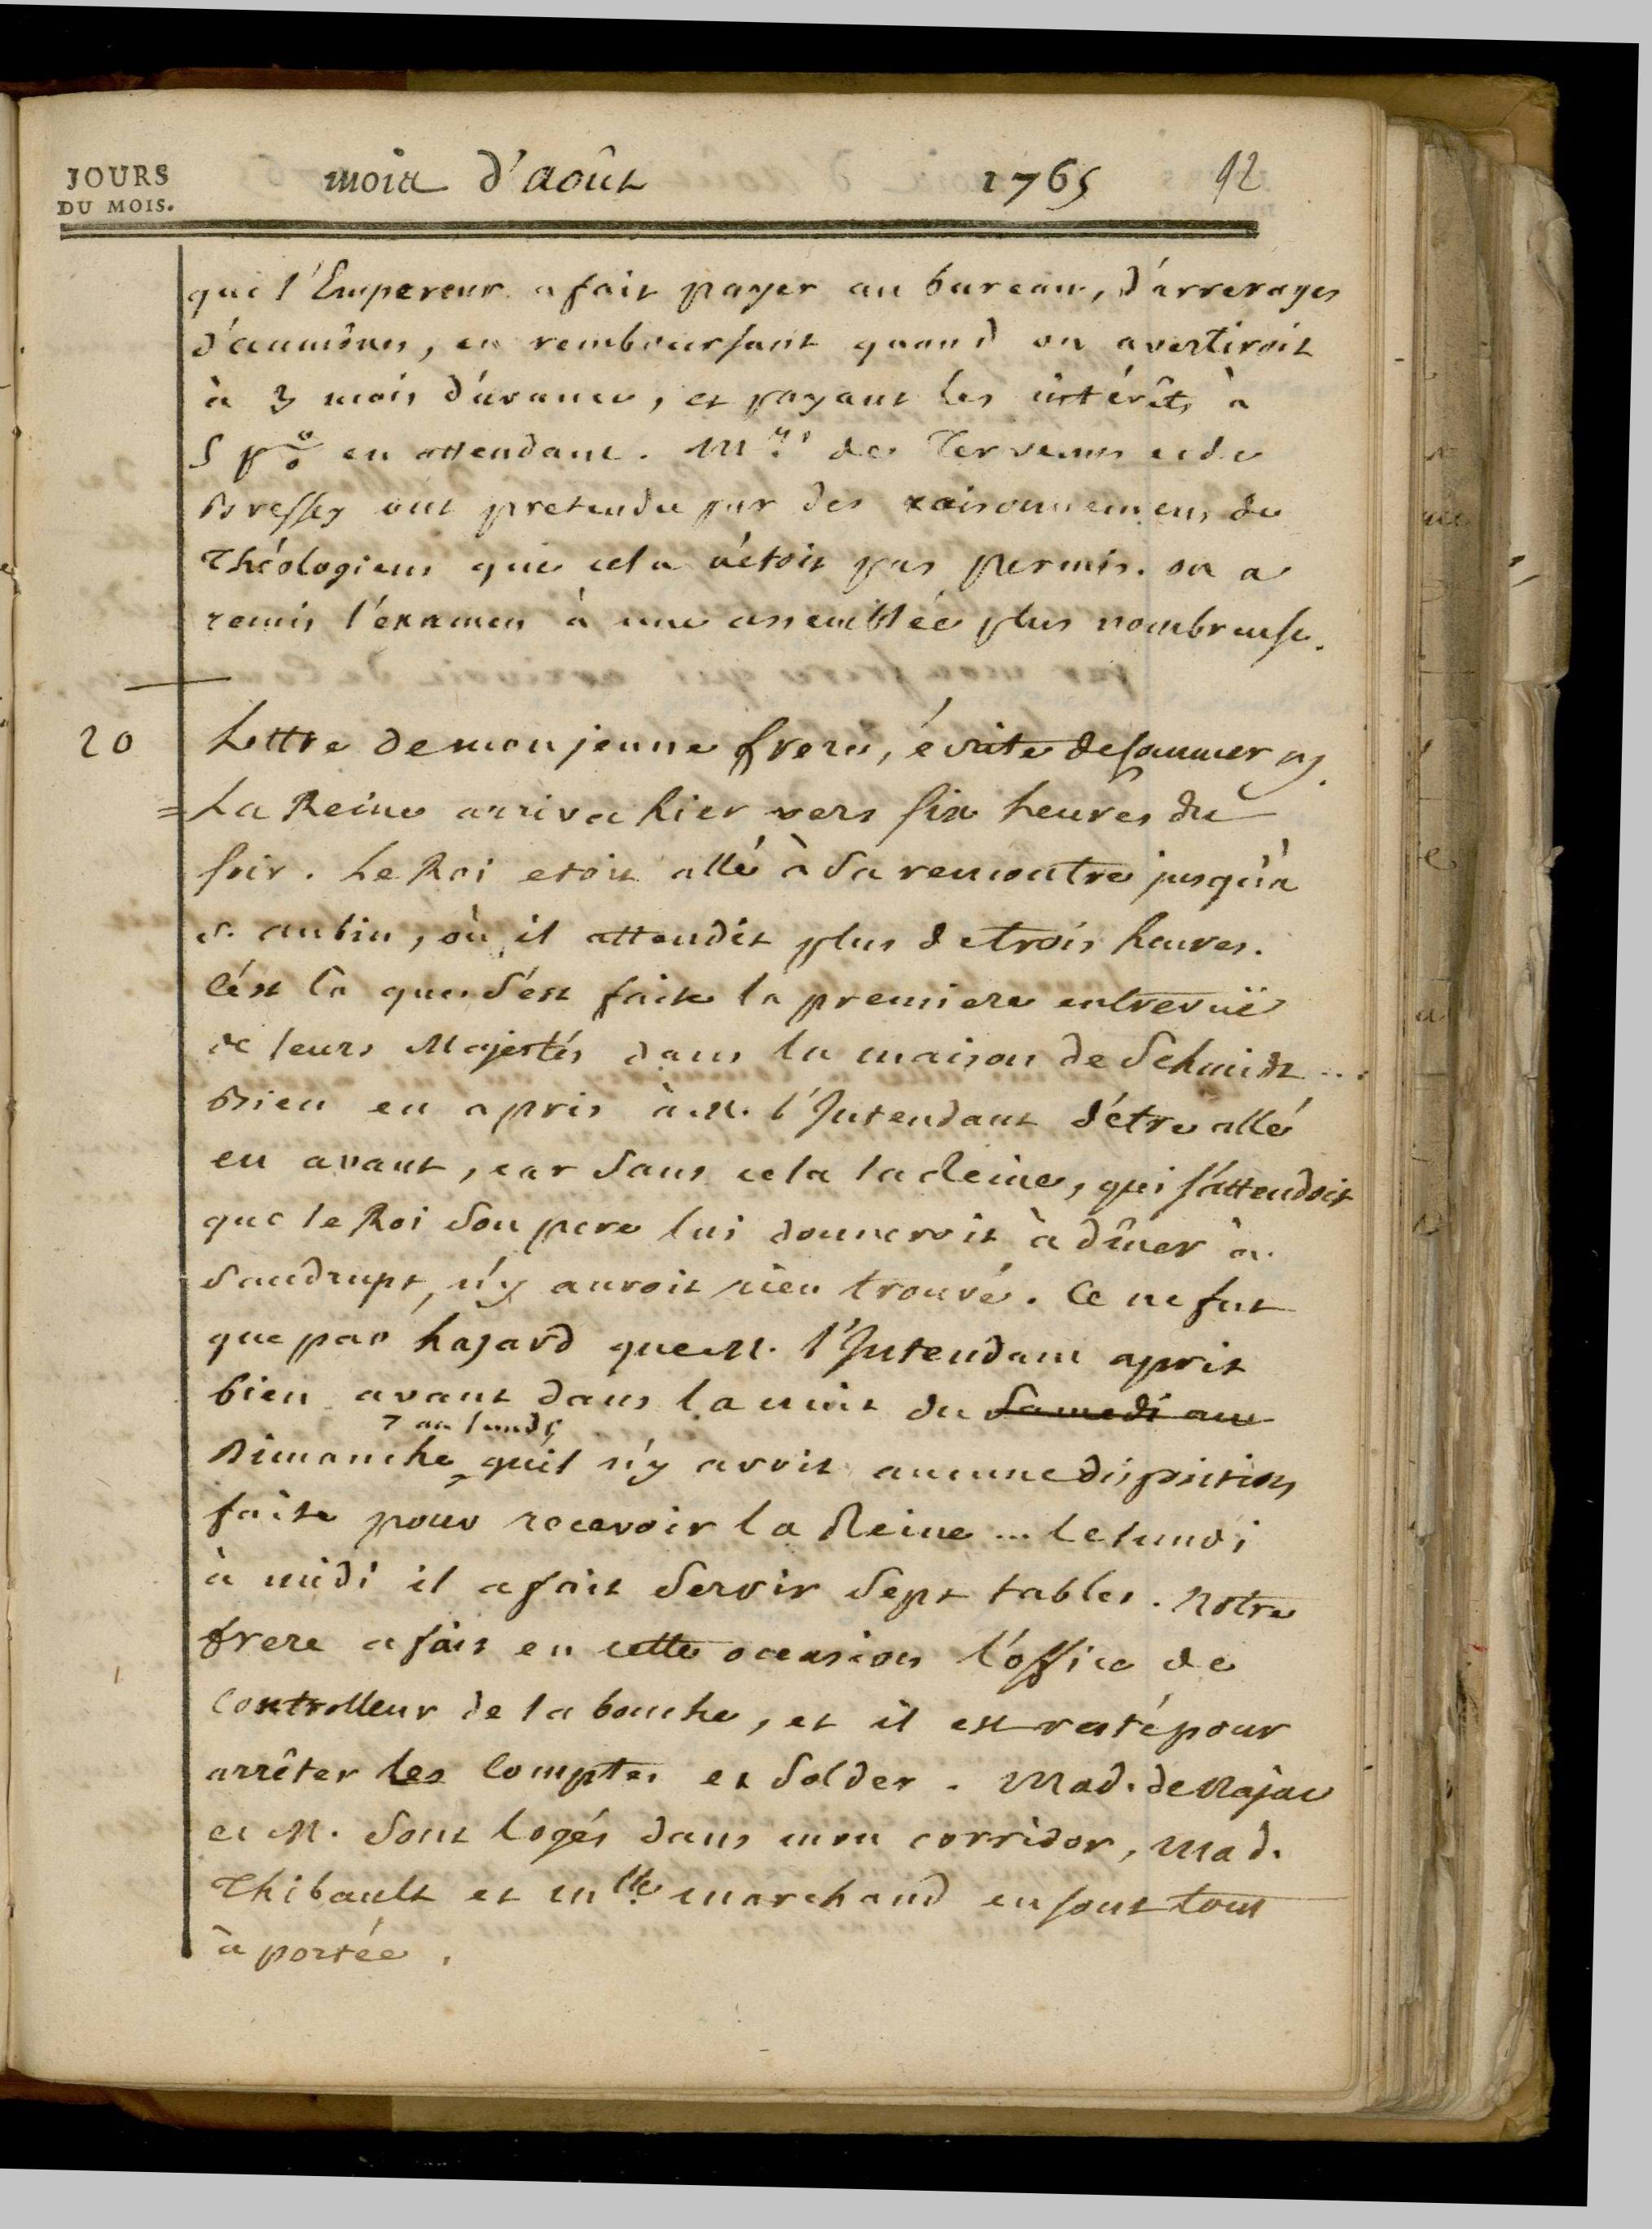 JOURS
DU MOIS.
mois d'août 1765 92
que l'Empereur a fait payer au bureau, d'arrerages
d'aumônes, en remboursant quand on avertiroit
à 3 mois d'avance, et payant les intérêts à
5 p% en attendant. Mrs. des Tervenus et de
Bressey ont pretendu par des raisonnemens de
Théologiens que cela n'étoit pas permis. on a
remis l'examen à une assemblée plus nombreuse.
20 Lettre de mon jeune frere, écrite de Commercy.
= La Reine arriva hier vers six heures du
soir. Le Roi etoit allé à sa rencontre jusqu'à
S. aubin, où il attendit plus de trois heures.
C'est là que s'est faite la premiere entrevuë
de leurs Majestés dans la maison de Schmidt ...
Bien en a pris à M. l'Intendant d'être allé
en avant, car sans cela la Reine, qui s'attendoit
que le Roi son pere lui donneroit à dîner à
Saudrupt, n'y auroit rien trouvé. Ce ne fut
que par hazard que M. l'Intendant aprit
bien avant dans la nuit du Samedi au
7 au lundi
Dimanche qu'il n'y avoit aucune disposition
faite pour recevoir la Reine ... le lundi
à midi il a fait servir sept tables. Notre
frere a fait en cette occasion l'office de
Controlleur de la bouche, et il est resté pour
arrêter les comptes et solder. Mad. de Najac
et M. sont logés dans mon corridor, Mad.
Thibault et Mlle. marchand en sont tout
à portée.